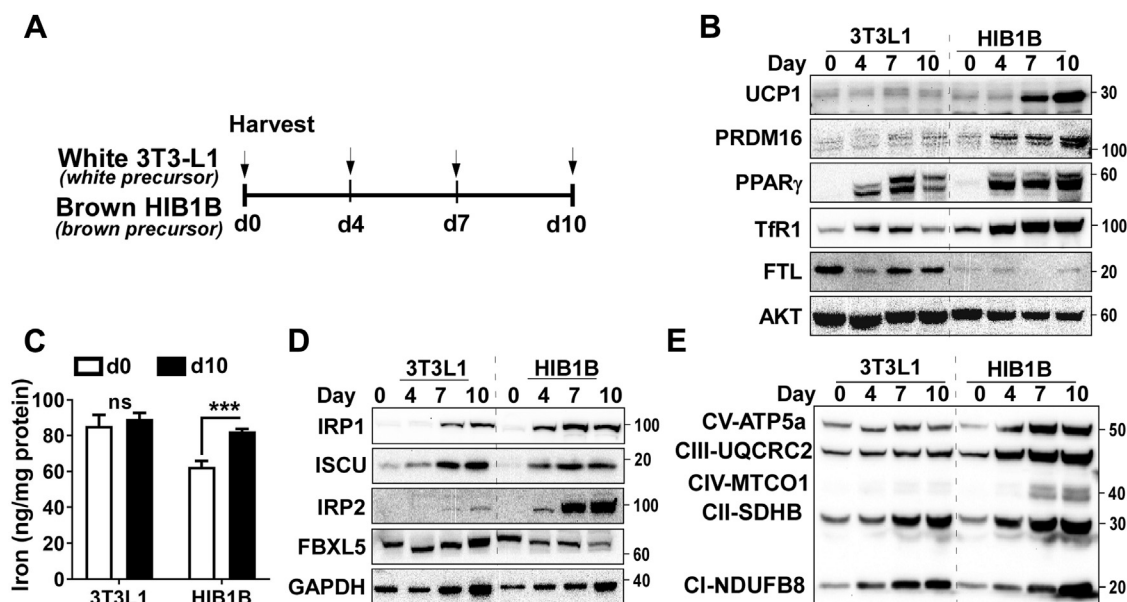 A
Harvest
White 3T3-L1
(white precursor)
Brown HIB1B
(brown precursor)
d0 d4 d7 d10
B
3T3L1 HIB1B
Day 0 4 7 10 0 4 7 10
UCP1 30
PRDM16 100
PPARγ 60
TfR1 100
FTL 20
AKT 60
C
d0 d10
Iron (ng/mg protein)
100
80
60
40
20
0
ns ***
3T3L1 HIB1B
D
3T3L1 HIB1B
Day 0 4 7 10 0 4 7 10
IRP1 100
ISCU 20
IRP2 100
FBXL5 60
GAPDH 40
E
3T3L1 HIB1B
Day 0 4 7 10 0 4 7 10
CV-ATP5a 50
CIII-UQCRC2
CIV-MTCO1 40
CII-SDHB 30
CI-NDUFB8 20